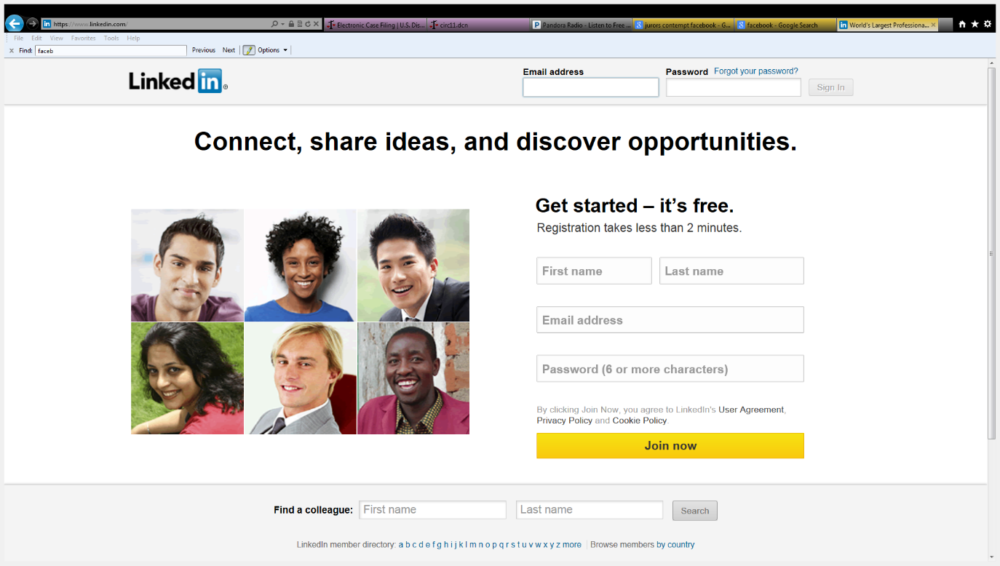 https://www.linkedin.com/
Electronic Case Filing | U.S. Dis...
circ11.dcn
Pandora Radio - Listen to Free ...
jurors contempt facebook - G...
facebook - Google Search
World's Largest Professiona...
File Edit View Favorites Tools Help
Find: faceb Previous Next Options
Linked in®
Email address Password Forgot your password?
Sign In
Connect, share ideas, and discover opportunities.
Get started – it’s free.
Registration takes less than 2 minutes.
First name Last name
Email address
Password (6 or more characters)
By clicking Join Now, you agree to LinkedIn's User Agreement,
Privacy Policy and Cookie Policy.
Join now
Find a colleague: First name Last name Search
LinkedIn member directory: a b c d e f g h i j k l m n o p q r s t u v w x y z more | Browse members by country